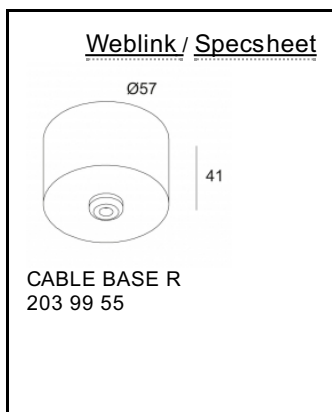 Weblink / Specsheet
Ø57
41
CABLE BASE R
203 99 55